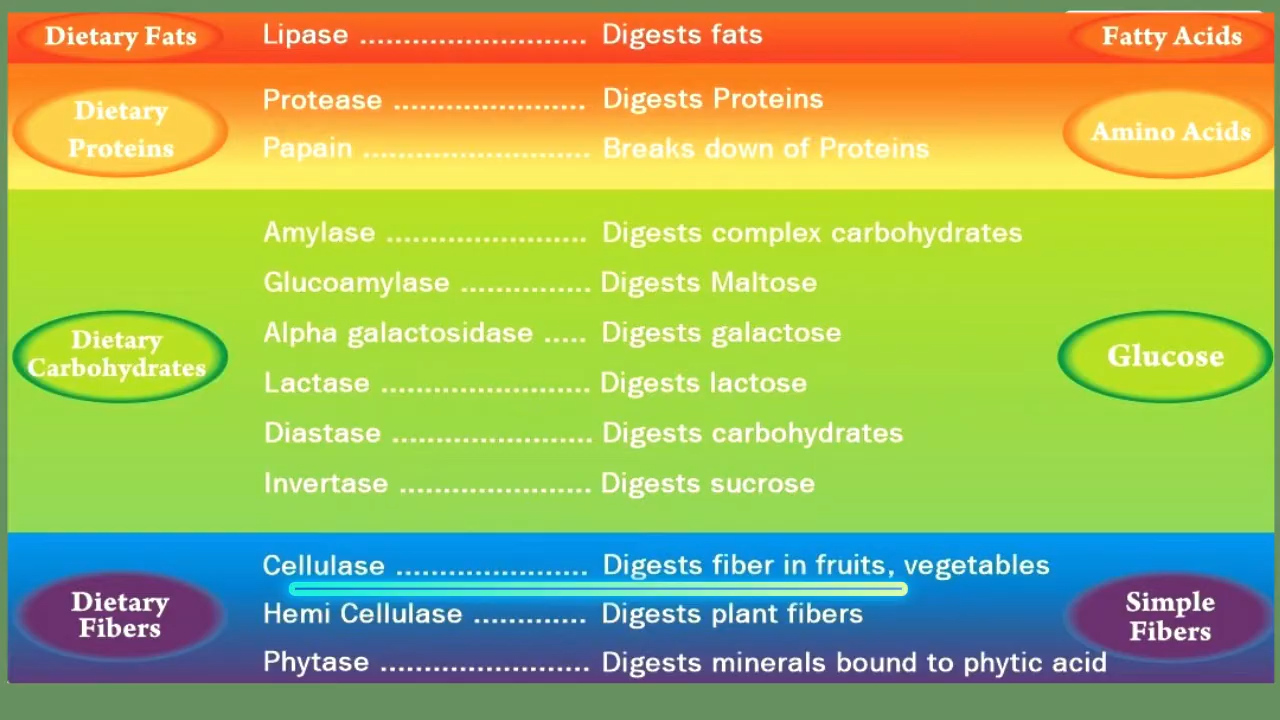 Dietary Fats Lipase .......................... Digests fats Fatty Acids
Dietary
Proteins
Protease ...................... Digests Proteins
Papain .......................... Breaks down of Proteins
Amino Acids
Amylase ....................... Digests complex carbohydrates
Glucoamylase ............... Digests Maltose
Alpha galactosidase ..... Digests galactose
Lactase ........................ Digests lactose
Diastase ....................... Digests carbohydrates
Invertase ...................... Digests sucrose
Dietary
Carbohydrates
Glucose
Cellulase ...................... Digests fiber in fruits, vegetables
Hemi Cellulase ............. Digests plant fibers
Phytase ........................ Digests minerals bound to phytic acid
Dietary
Fibers
Simple
Fibers